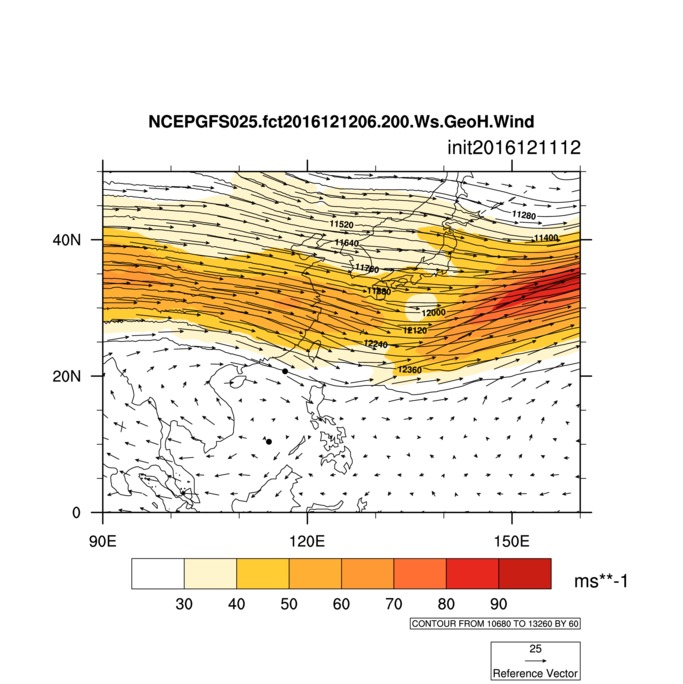 NCEPGFS025.fct2016121206.200.Ws.GeoH.Wind
init2016121112
11280
11520
11400
40N
11640
11760
11880
12000
12120
12240
12360
20N
0
90E 120E 150E
30 40 50 60 70 80 90
ms**-1
CONTOUR FROM 10680 TO 13260 BY 60
25
Reference Vector